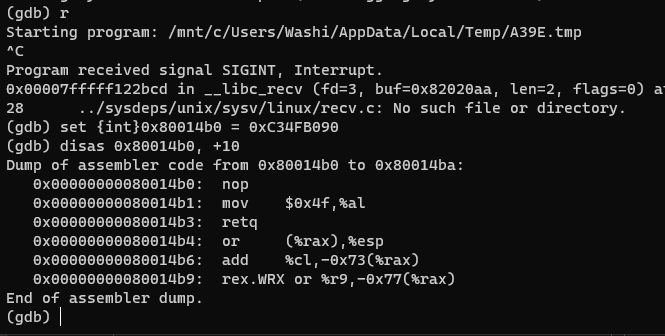 (gdb) r
Starting program: /mnt/c/Users/Washi/AppData/Local/Temp/A39E.tmp
^C
Program received signal SIGINT, Interrupt.
0x00007fffff122bcd in __libc_recv (fd=3, buf=0x82020aa, len=2, flags=0) at
28      ../sysdeps/unix/sysv/linux/recv.c: No such file or directory.
(gdb) set {int}0x80014b0 = 0xC34FB090
(gdb) disas 0x80014b0, +10
Dump of assembler code from 0x80014b0 to 0x80014ba:
   0x00000000080014b0:  nop
   0x00000000080014b1:  mov    $0x4f,%al
   0x00000000080014b3:  retq
   0x00000000080014b4:  or     (%rax),%esp
   0x00000000080014b6:  add    %cl,-0x73(%rax)
   0x00000000080014b9:  rex.WRX or %r9,-0x77(%rax)
End of assembler dump.
(gdb)